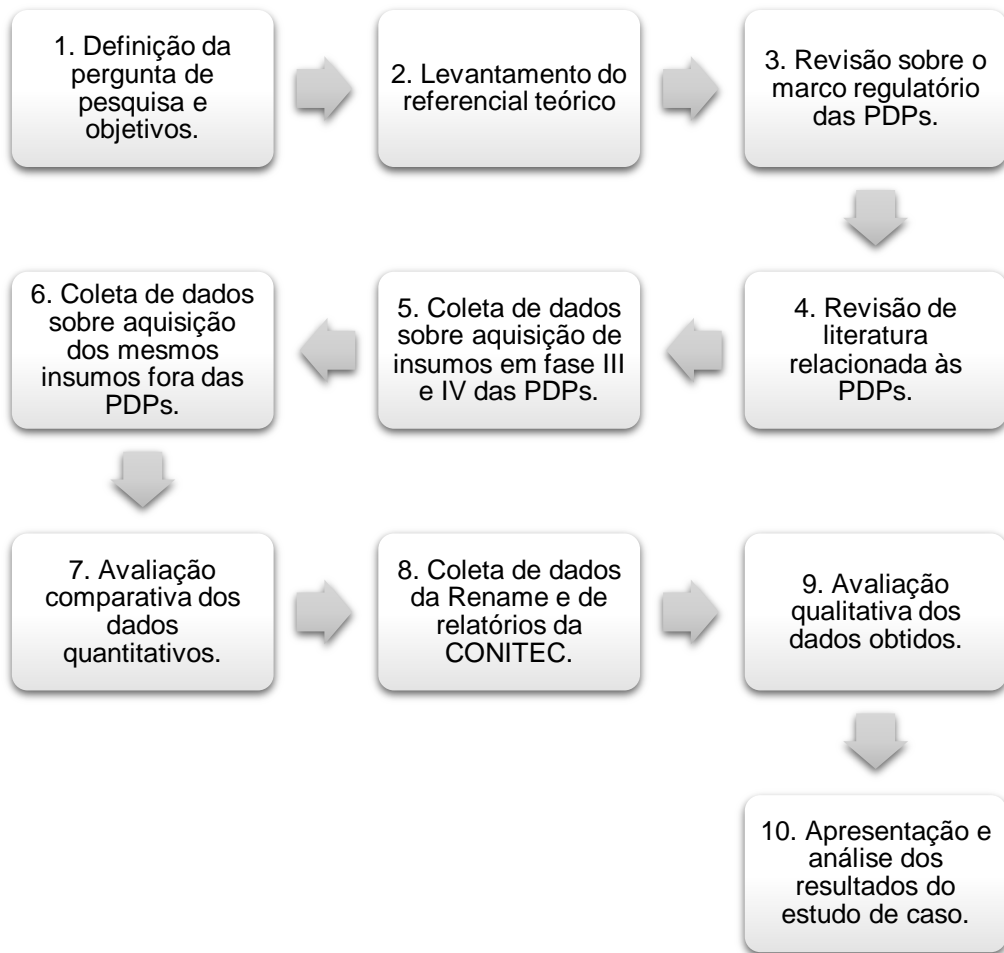 1. Definição da
pergunta de
pesquisa e
objetivos.
2. Levantamento do
referencial teórico
3. Revisão sobre o
marco regulatório
das PDPs.
4. Revisão de
literatura
relacionada às
PDPs.
5. Coleta de dados
sobre aquisição de
insumos em fase III
e IV das PDPs.
6. Coleta de dados
sobre aquisição
dos mesmos
insumos fora das
PDPs.
7. Avaliação
comparativa dos
dados
quantitativos.
8. Coleta de dados
da Rename e de
relatórios da
CONITEC.
9. Avaliação
qualitativa dos
dados obtidos.
10. Apresentação e
análise dos
resultados do
estudo de caso.